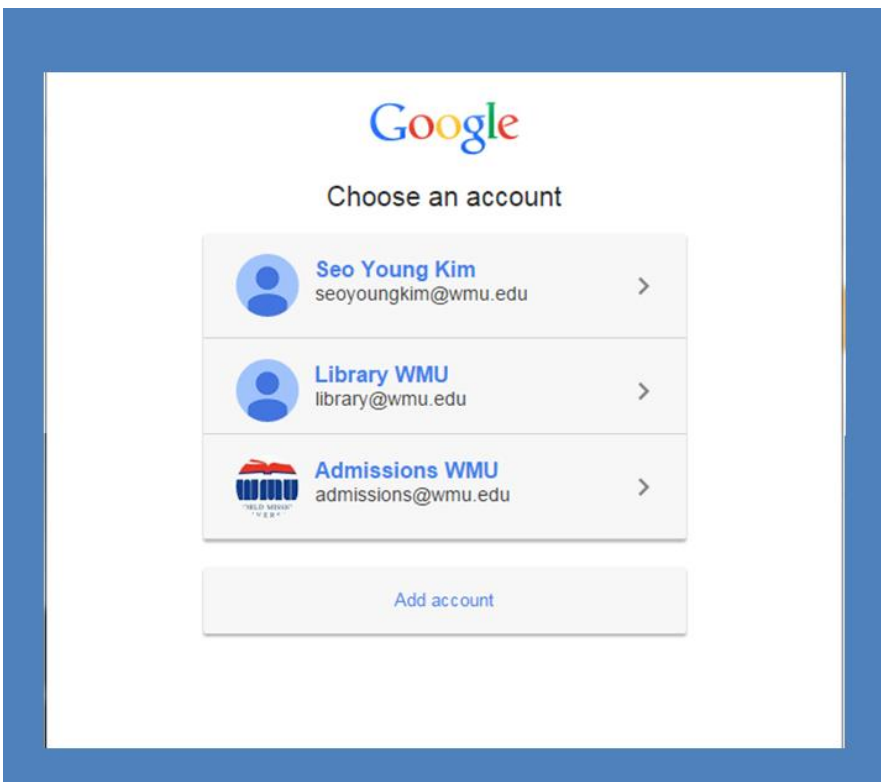 Google
Choose an account
Seo Young Kim
seoyoungkim@wmu.edu
Library WMU
library@wmu.edu
Admissions WMU
admissions@wmu.edu
wmu
Add account